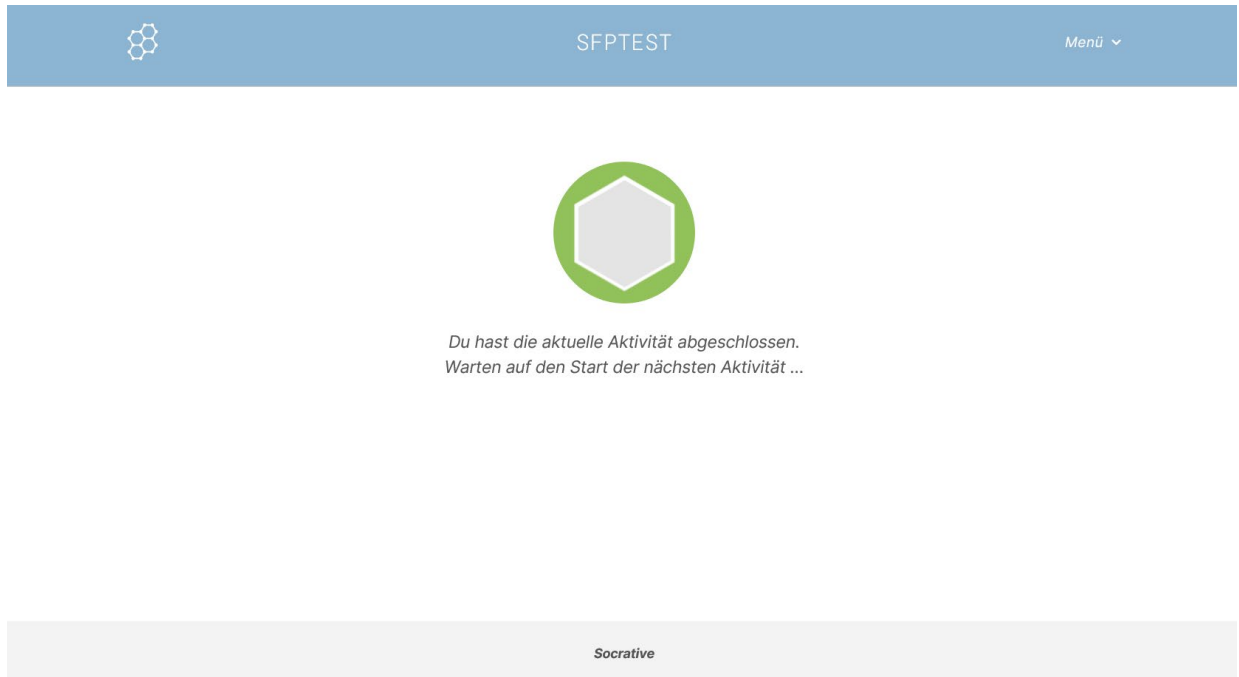 SFPTEST
Menü
Du hast die aktuelle Aktivität abgeschlossen.
Warten auf den Start der nächsten Aktivität ...
Socrative